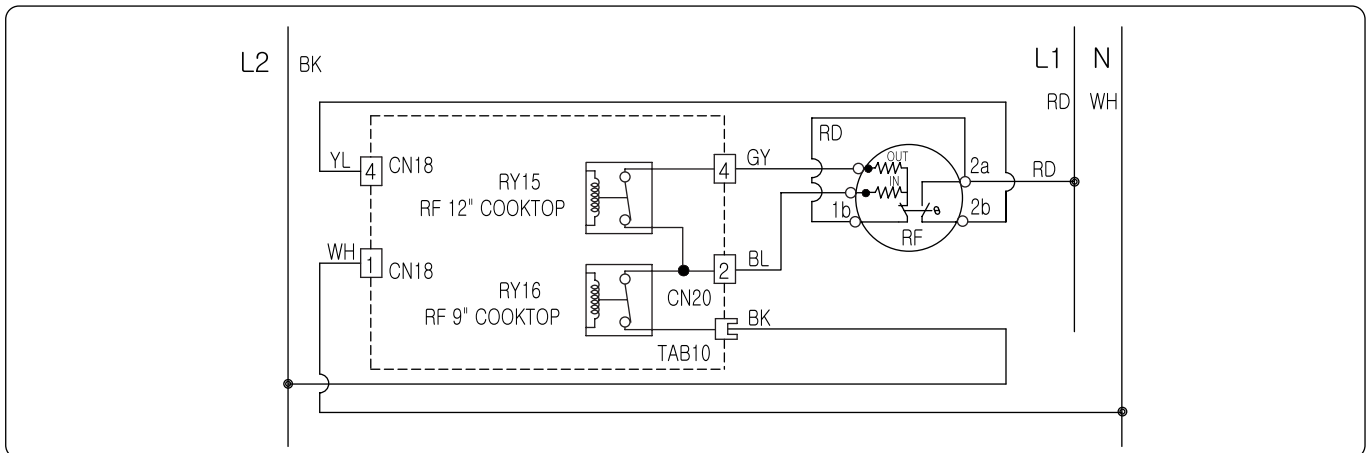 L2 BK L1 N
RD WH
RD
YL 4 CN18 4 GY OUT 2a RD
RY15 IN
RF 12" COOKTOP 1b θ 2b
RF
WH 1 CN18 2 BL
RY16 CN20
RF 9" COOKTOP BK
TAB10